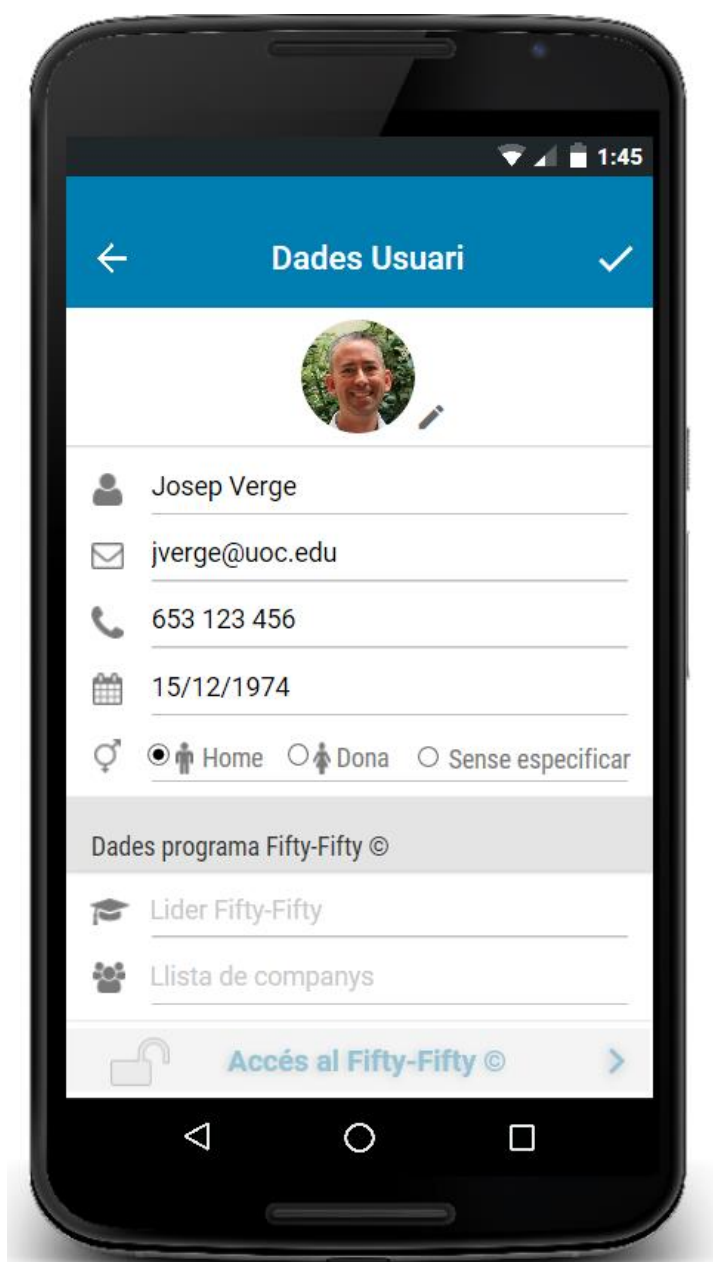 1:45
Dades Usuari
Josep Verge
jverge@uoc.edu
653 123 456
15/12/1974
Home Dona Sense especificar
Dades programa Fifty-Fifty ©
Lider Fifty-Fifty
Llista de companys
Accés al Fifty-Fifty ©